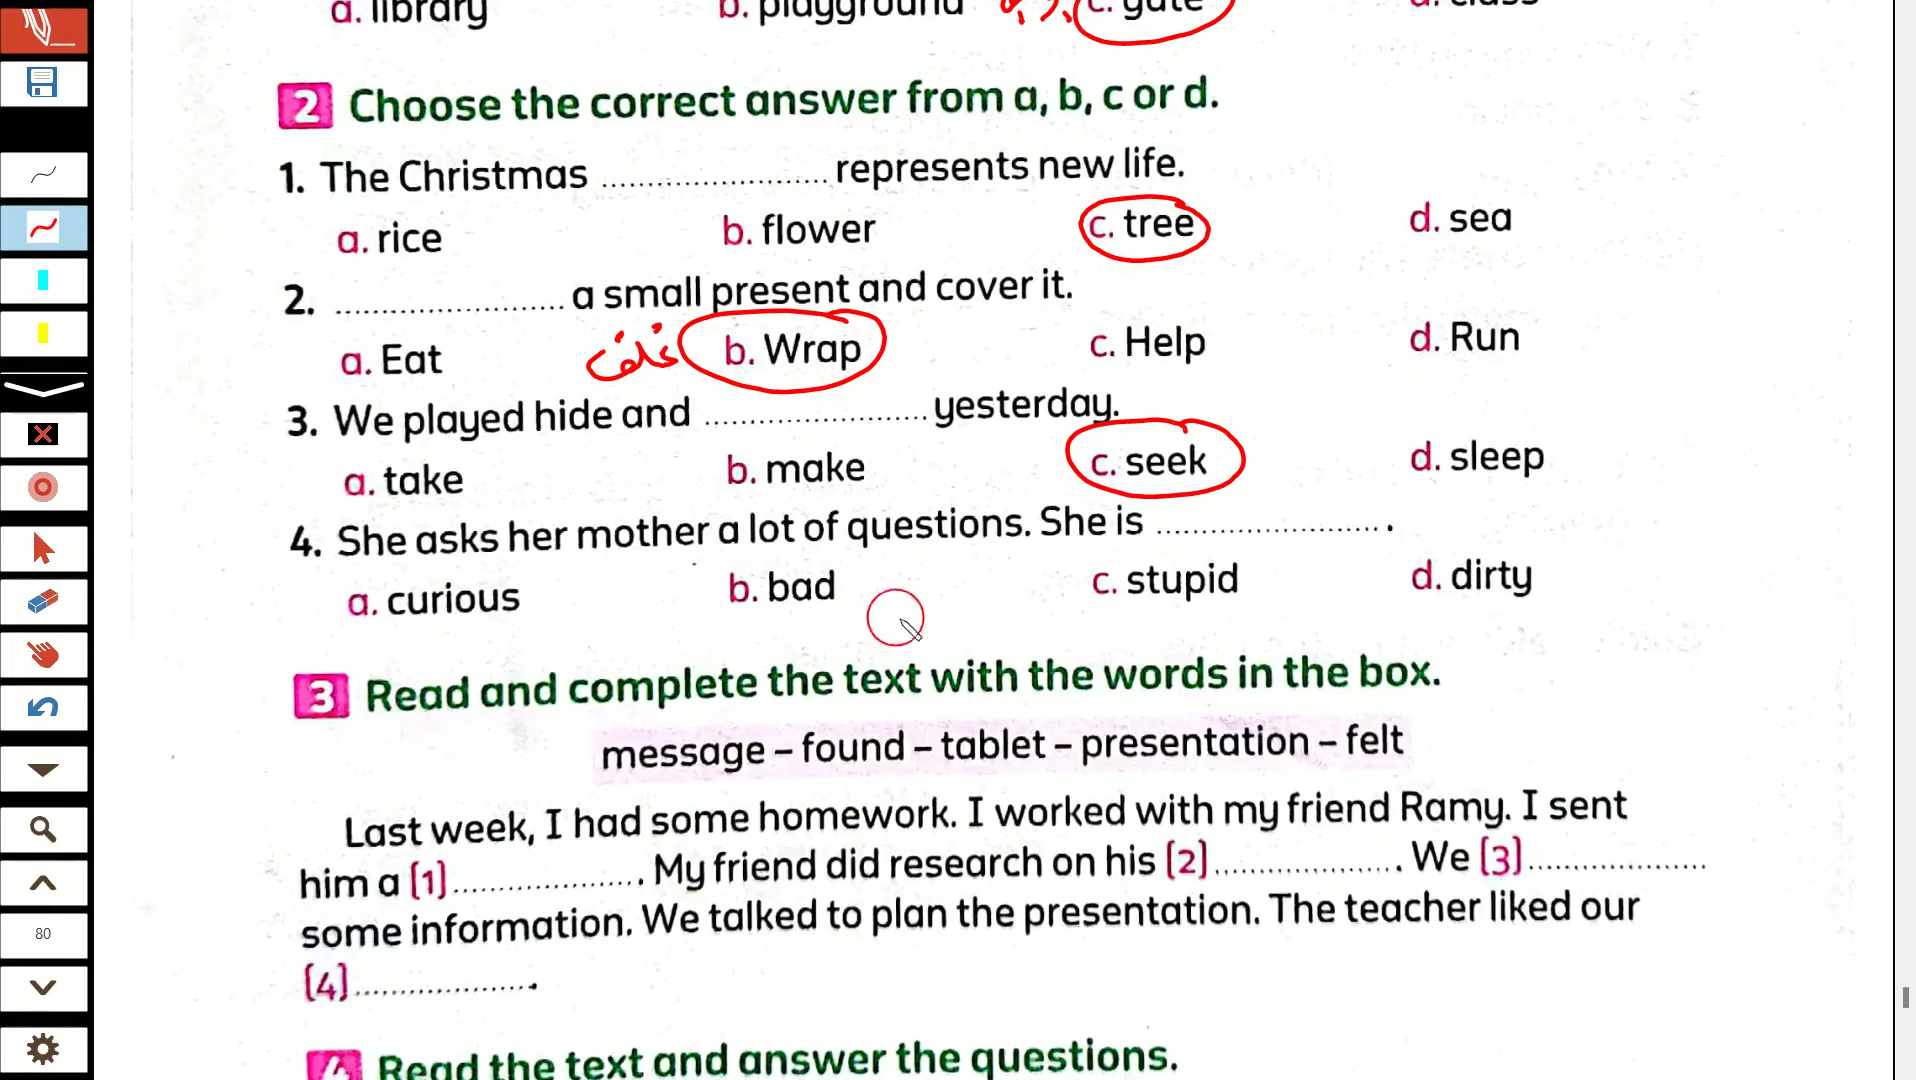 a. library b. playground c. gate d. class
2 Choose the correct answer from a, b, c or d.
1. The Christmas ........................ represents new life.
a. rice b. flower c. tree d. sea
2. ........................ a small present and cover it.
a. Eat b. Wrap c. Help d. Run
3. We played hide and ........................ yesterday.
a. take b. make c. seek d. sleep
4. She asks her mother a lot of questions. She is ........................ .
a. curious b. bad c. stupid d. dirty
3 Read and complete the text with the words in the box.
message – found – tablet – presentation – felt
Last week, I had some homework. I worked with my friend Ramy. I sent
him a (1) .................... . My friend did research on his (2) .................... . We (3) ....................
some information. We talked to plan the presentation. The teacher liked our
(4) .................... .
4 Read the text and answer the questions.
80